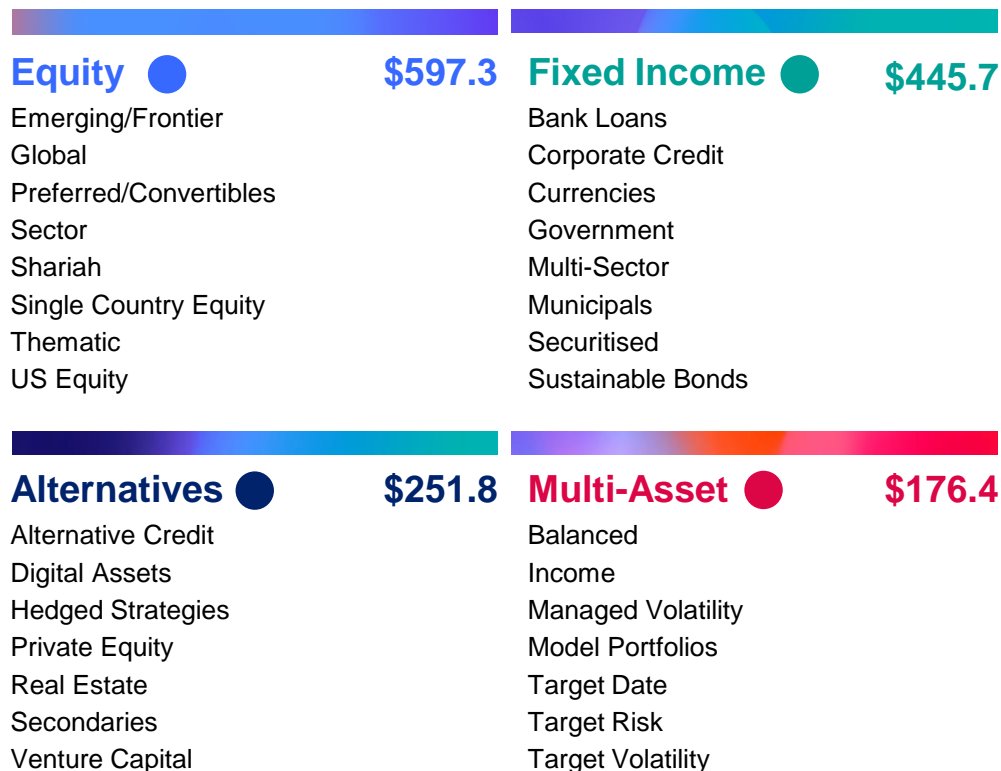 Equity $597.3
Emerging/Frontier
Global
Preferred/Convertibles
Sector
Shariah
Single Country Equity
Thematic
US Equity
Fixed Income $445.7
Bank Loans
Corporate Credit
Currencies
Government
Multi-Sector
Municipals
Securitised
Sustainable Bonds
Alternatives $251.8
Alternative Credit
Digital Assets
Hedged Strategies
Private Equity
Real Estate
Secondaries
Venture Capital
Multi-Asset $176.4
Balanced
Income
Managed Volatility
Model Portfolios
Target Date
Target Risk
Target Volatility